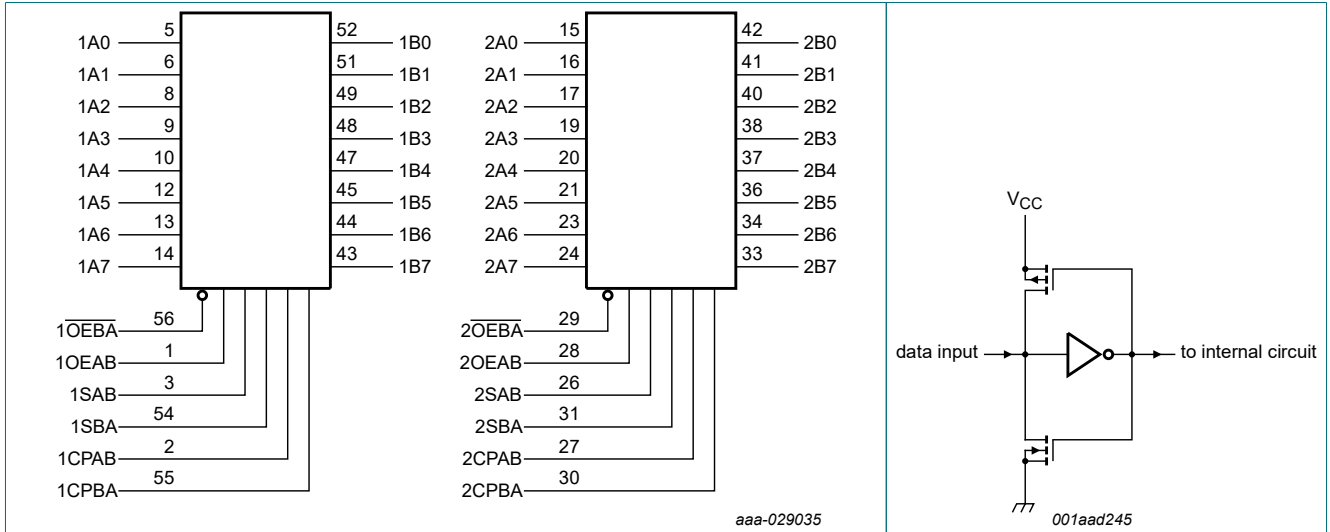 1A0 5 52 1B0 2A0 15 42 2B0
1A1 6 51 1B1 2A1 16 41 2B1
1A2 8 49 1B2 2A2 17 40 2B2
1A3 9 48 1B3 2A3 19 38 2B3
1A4 10 47 1B4 2A4 20 37 2B4
1A5 12 45 1B5 2A5 21 36 2B5
1A6 13 44 1B6 2A6 23 34 2B6
1A7 14 43 1B7 2A7 24 33 2B7
1OEBA 56 2OEBA 29
1OEAB 1 2OEAB 28
1SAB 3 2SAB 26
1SBA 54 2SBA 31
1CPAB 2 2CPAB 27
1CPBA 55 2CPBA 30
aaa-029035
VCC
data input to internal circuit
001aad245